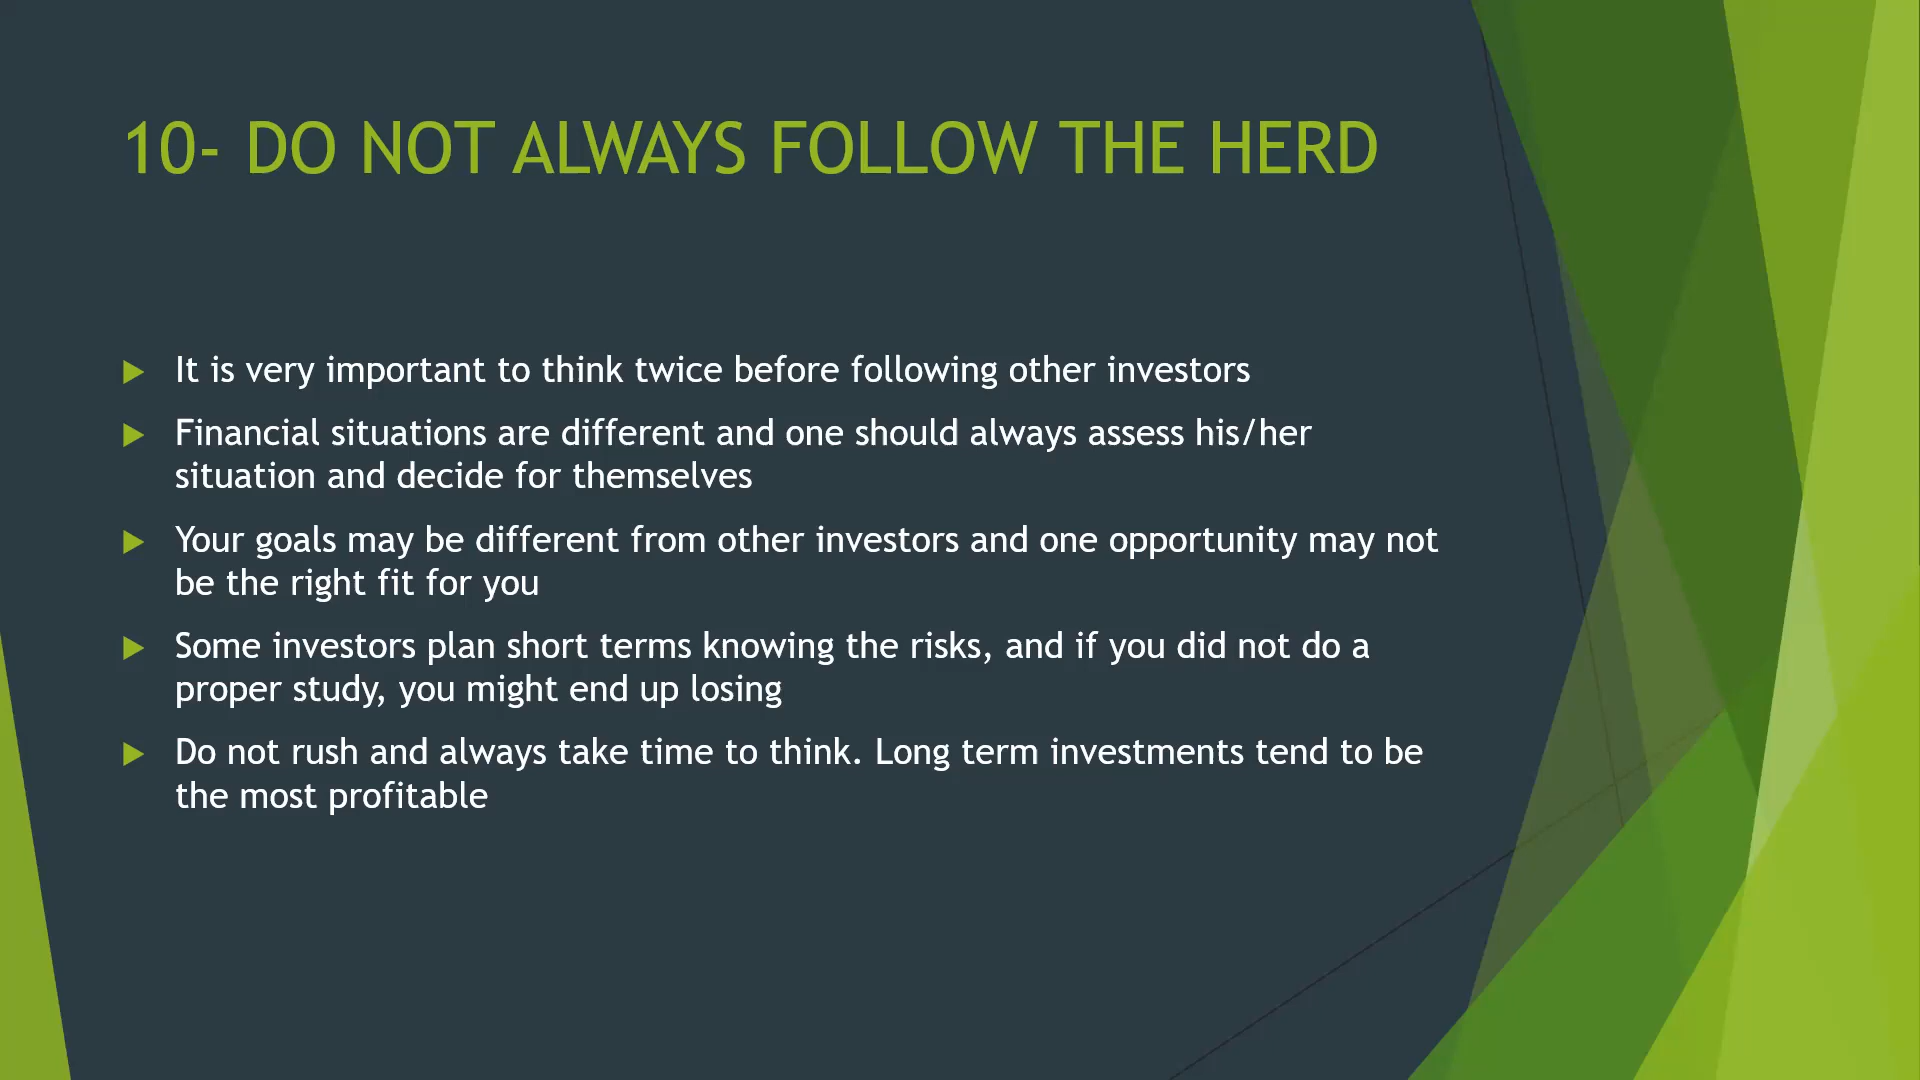 10- DO NOT ALWAYS FOLLOW THE HERD
It is very important to think twice before following other investors
Financial situations are different and one should always assess his/her
situation and decide for themselves
Your goals may be different from other investors and one opportunity may not
be the right fit for you
Some investors plan short terms knowing the risks, and if you did not do a
proper study, you might end up losing
Do not rush and always take time to think. Long term investments tend to be
the most profitable